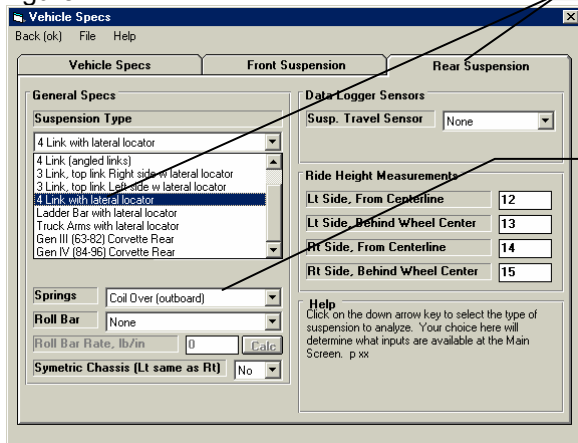 Vehicle Specs
Back (ok) File Help
Vehicle Specs Front Suspension Rear Suspension
General Specs
Suspension Type
4 Link with lateral locator
4 Link (angled links)
3 Link, top link Right side w lateral locator
3 Link, top link Left side w lateral locator
4 Link with lateral locator
Ladder Bar with lateral locator
Truck Arms with lateral locator
Gen III (63-82) Corvette Rear
Gen IV (84-96) Corvette Rear
Springs Coil Over (outboard)
Roll Bar None
Roll Bar Rate, lb/in 0 Calc
Symetric Chassis (Lt same as Rt) No
Data Logger Sensors
Susp. Travel Sensor None
Ride Height Measurements
Lt Side, From Centerline 12
Lt Side, Behind Wheel Center 13
Rt Side, From Centerline 14
Rt Side, Behind Wheel Center 15
Help
Click on the down arrow key to select the type of
suspension to analyze. Your choice here will
determine what inputs are available at the Main
Screen. p xx